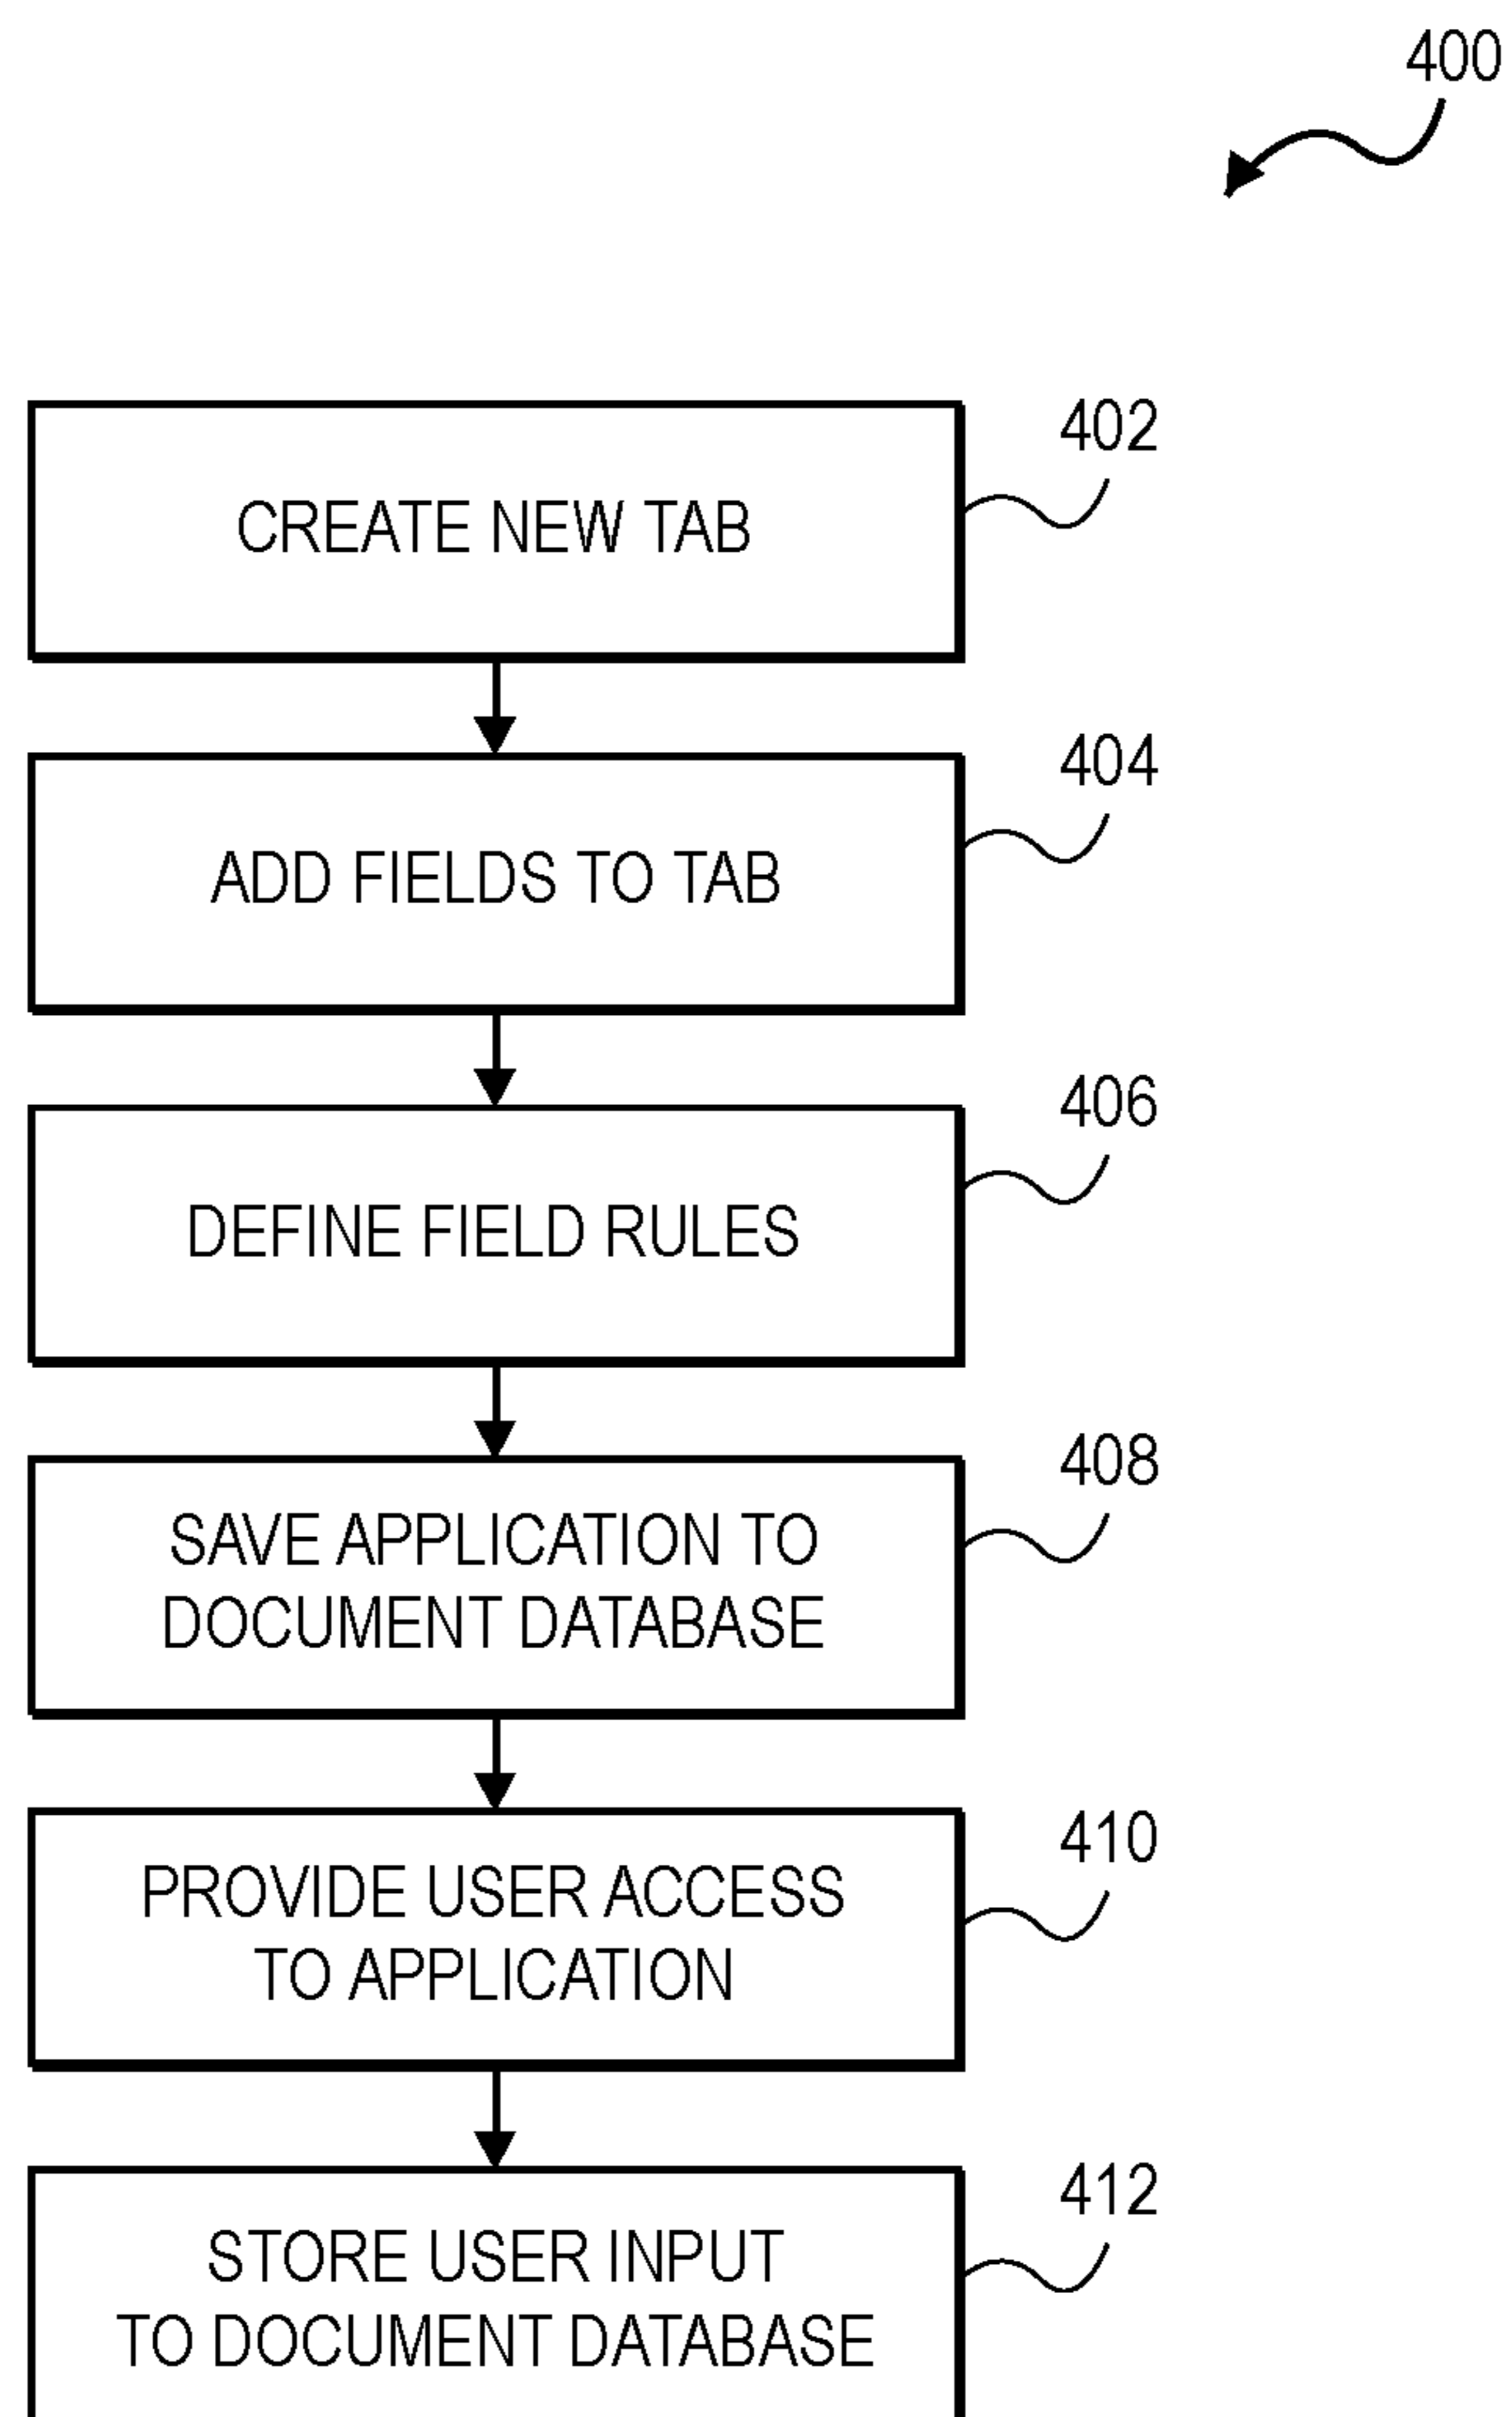 400
CREATE NEW TAB
402
ADD FIELDS TO TAB
404
DEFINE FIELD RULES
406
SAVE APPLICATION TO
DOCUMENT DATABASE
408
PROVIDE USER ACCESS
TO APPLICATION
410
STORE USER INPUT
TO DOCUMENT DATABASE
412